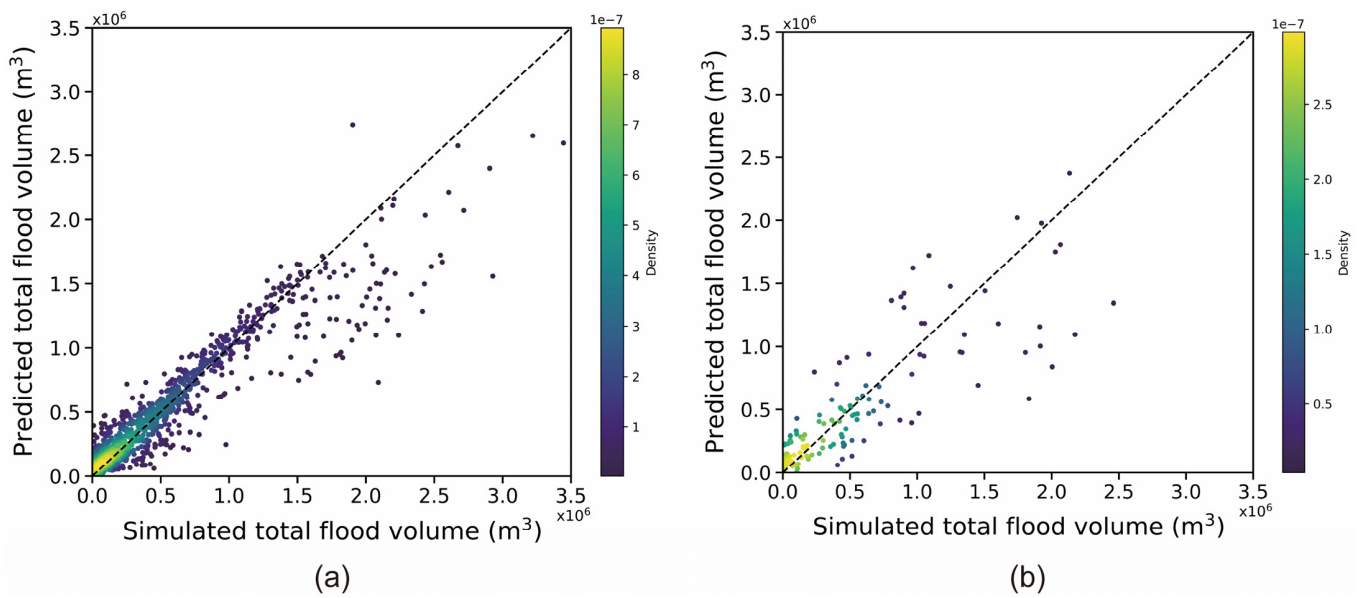 x10⁶
3.5
3.0
2.5
2.0
1.5
1.0
0.5
0.0
Predicted total flood volume (m³)
0.0 0.5 1.0 1.5 2.0 2.5 3.0 3.5
x10⁶
Simulated total flood volume (m³)
1e−7
8
7
6
5
4
3
2
1
Density
(a)
x10⁶
3.5
3.0
2.5
2.0
1.5
1.0
0.5
0.0
Predicted total flood volume (m³)
0.0 0.5 1.0 1.5 2.0 2.5 3.0 3.5
x10⁶
Simulated total flood volume (m³)
1e−7
2.5
2.0
1.5
1.0
0.5
Density
(b)